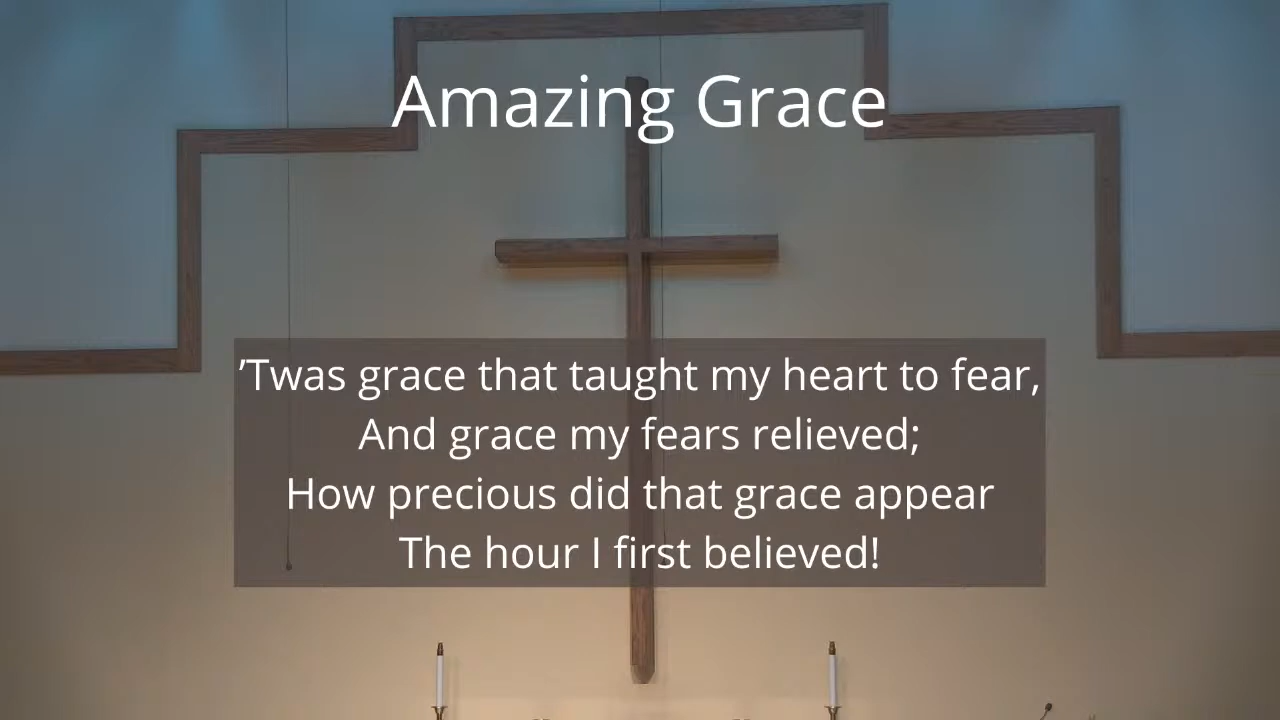 Amazing Grace
’Twas grace that taught my heart to fear,
And grace my fears relieved;
How precious did that grace appear
The hour I first believed!